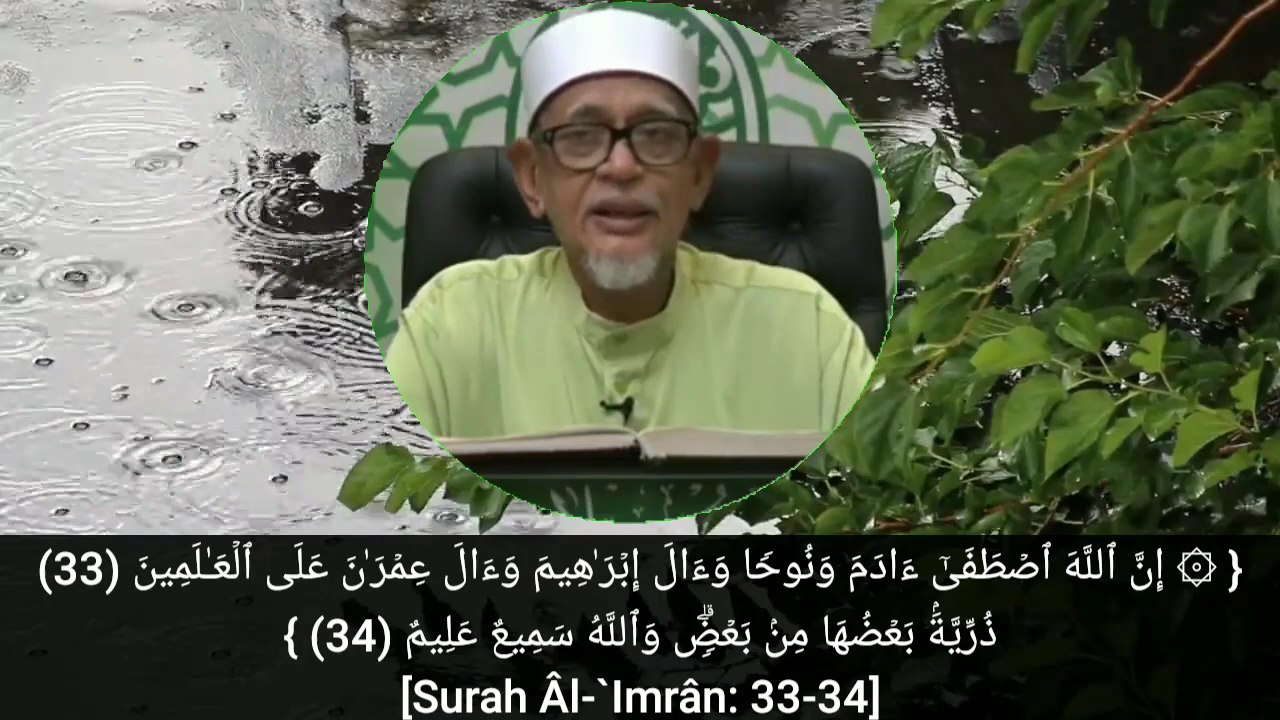 { ۞ إِنَّ ٱللَّهَ ٱصۡطَفَىٰٓ ءَادَمَ وَنُوحٗا وَءَالَ إِبۡرَٰهِيمَ وَءَالَ عِمۡرَٰنَ عَلَى ٱلۡعَـٰلَمِينَ (33)
ذُرِّيَّةَۢ بَعۡضُهَا مِنۢ بَعۡضٖۗ وَٱللَّهُ سَمِيعٌ عَلِيمٌ (34) }
[Surah Âl-`Imrân: 33-34]